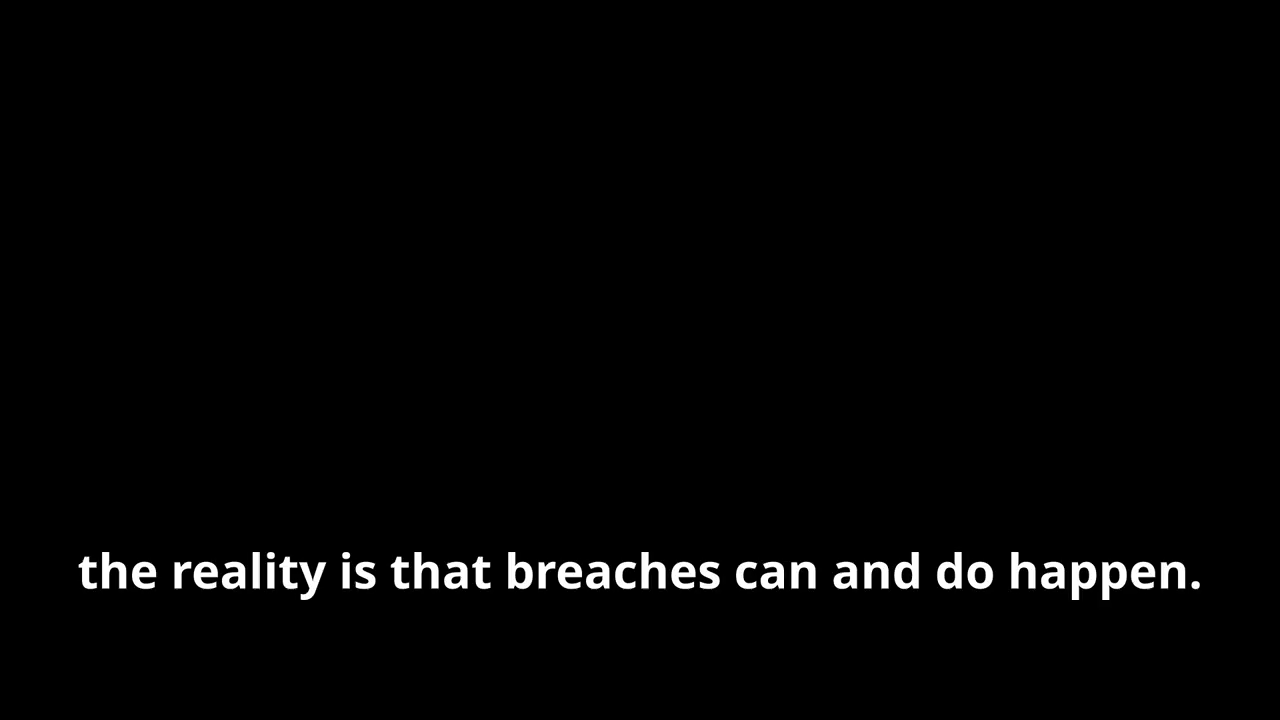 the reality is that breaches can and do happen.